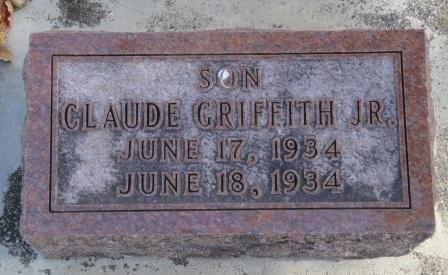 SON
CLAUDE GRIFFITH JR.
JUNE 17, 1934
JUNE 18, 1934